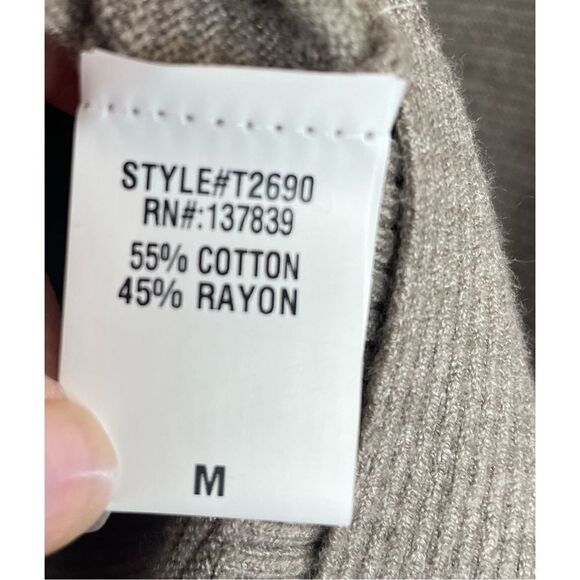 STYLE#T2690
RN#:137839
55% COTTON
45% RAYON
M